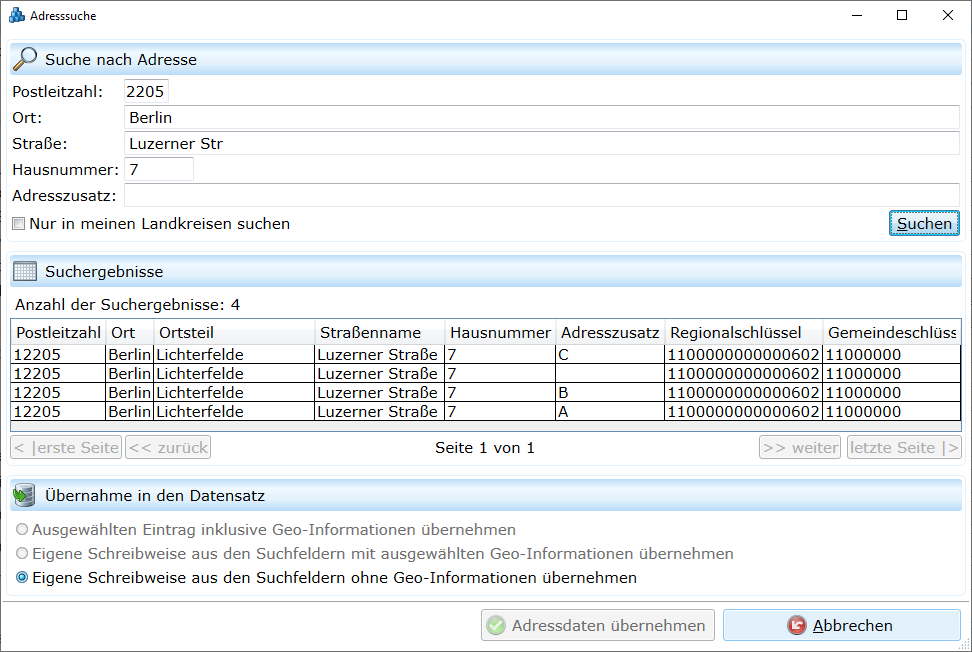 Adresssuche
Suche nach Adresse
Postleitzahl: 2205
Ort: Berlin
Straße: Luzerner Str
Hausnummer: 7
Adresszusatz:
Nur in meinen Landkreisen suchen Suchen
Suchergebnisse
Anzahl der Suchergebnisse: 4
Postleitzahl Ort Ortsteil Straßenname Hausnummer Adresszusatz Regionalschlüssel Gemeindeschlüss
12205 Berlin Lichterfelde Luzerner Straße 7 C 1100000000000602 11000000
12205 Berlin Lichterfelde Luzerner Straße 7 1100000000000602 11000000
12205 Berlin Lichterfelde Luzerner Straße 7 B 1100000000000602 11000000
12205 Berlin Lichterfelde Luzerner Straße 7 A 1100000000000602 11000000
< |erste Seite << zurück Seite 1 von 1 >> weiter letzte Seite |>
Übernahme in den Datensatz
Ausgewählten Eintrag inklusive Geo-Informationen übernehmen
Eigene Schreibweise aus den Suchfeldern mit ausgewählten Geo-Informationen übernehmen
Eigene Schreibweise aus den Suchfeldern ohne Geo-Informationen übernehmen
Adressdaten übernehmen Abbrechen